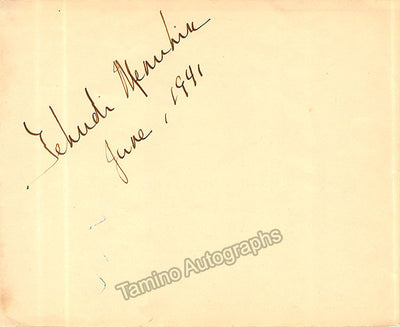 Yehudi Menuhin
June, 1941
Tamino Autographs